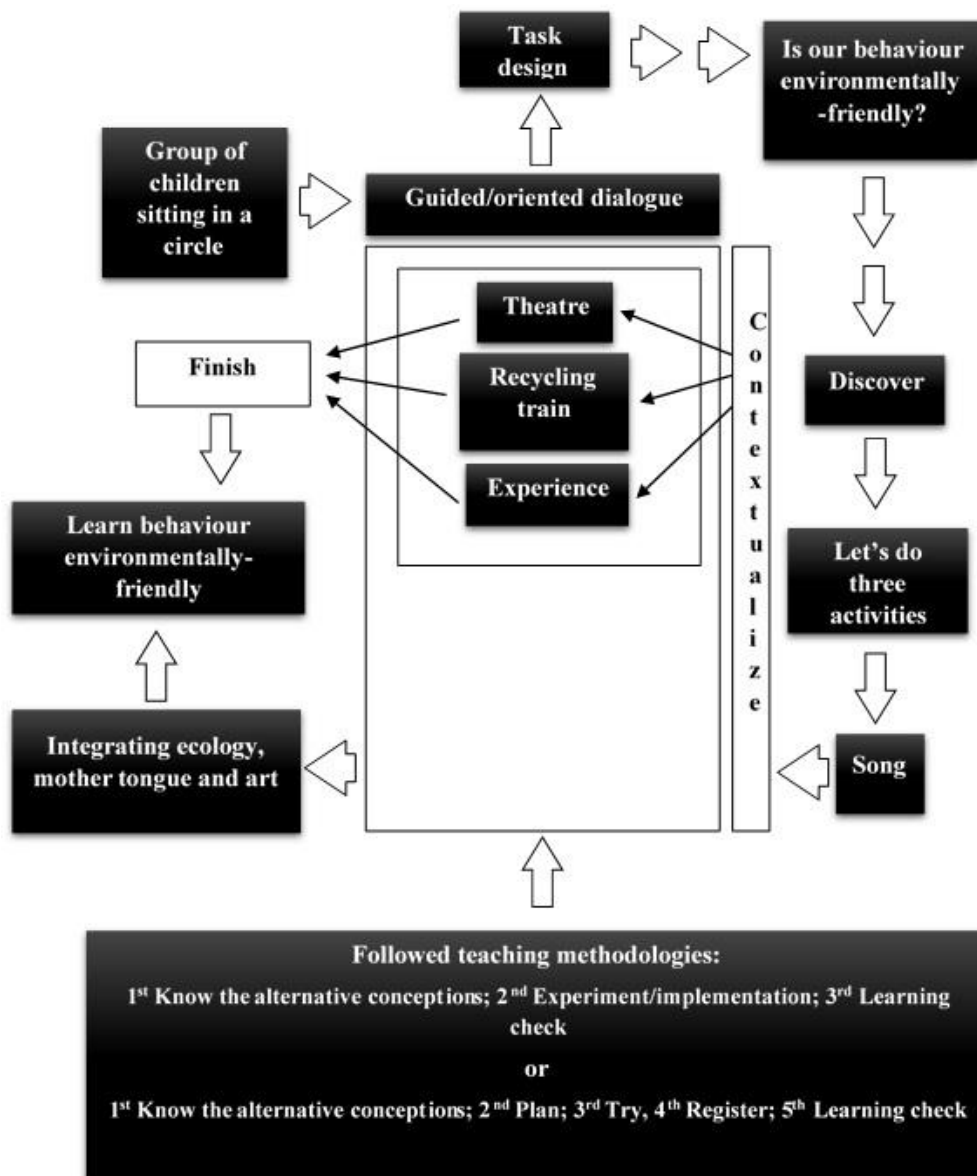 Task
design
Is our behaviour
environmentally
-friendly?
Group of
children
sitting in a
circle
Guided/oriented dialogue
Theatre
Recycling
train
Experience
Contextualize
Finish
Discover
Learn behaviour
environmentally-
friendly
Let's do
three
activities
Integrating ecology,
mother tongue and art
Song
Followed teaching methodologies:
1st Know the alternative conceptions; 2nd Experiment/implementation; 3rd Learning
check
or
1st Know the alternative conceptions; 2nd Plan; 3rd Try, 4th Register; 5th Learning check